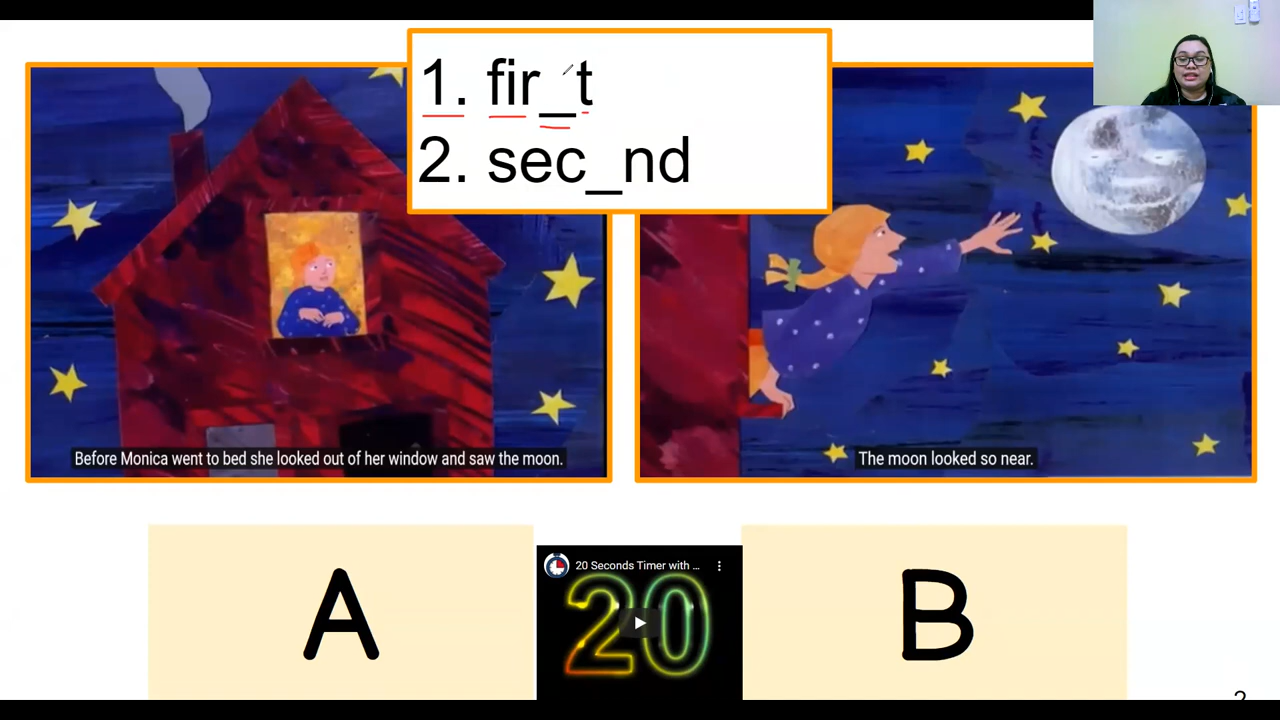 1. fir_t
2. sec_nd
Before Monica went to bed she looked out of her window and saw the moon.
The moon looked so near.
A
20 Seconds Timer with ...
20
B
2